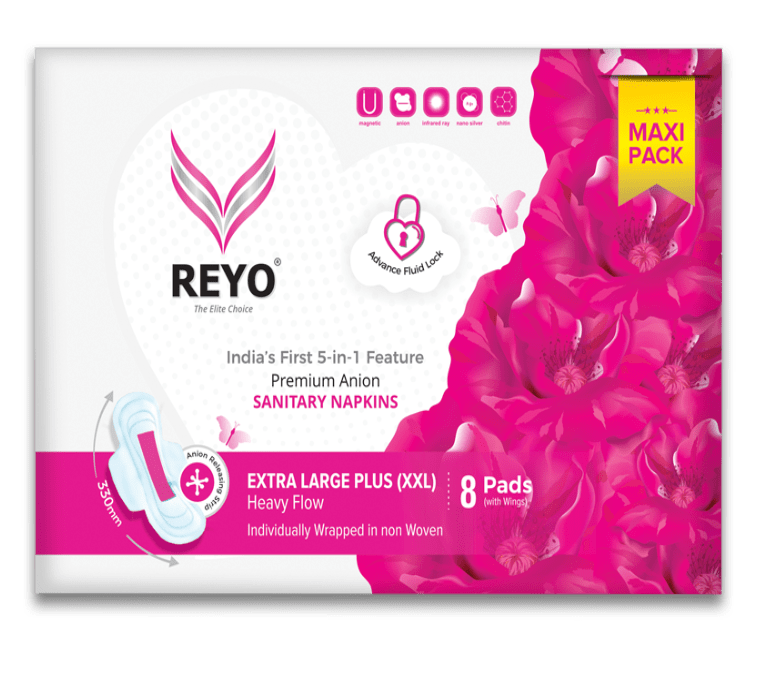 magnetic
anion
infrared ray
nano silver
chitin
MAXI
PACK
REYO®
The Elite Choice
Advance Fluid Lock
India's First 5-in-1 Feature
Premium Anion
SANITARY NAPKINS
330mm
Anion Releasing Strip
EXTRA LARGE PLUS (XXL)
Heavy Flow
Individually Wrapped in non Woven
8 Pads
(with Wings)